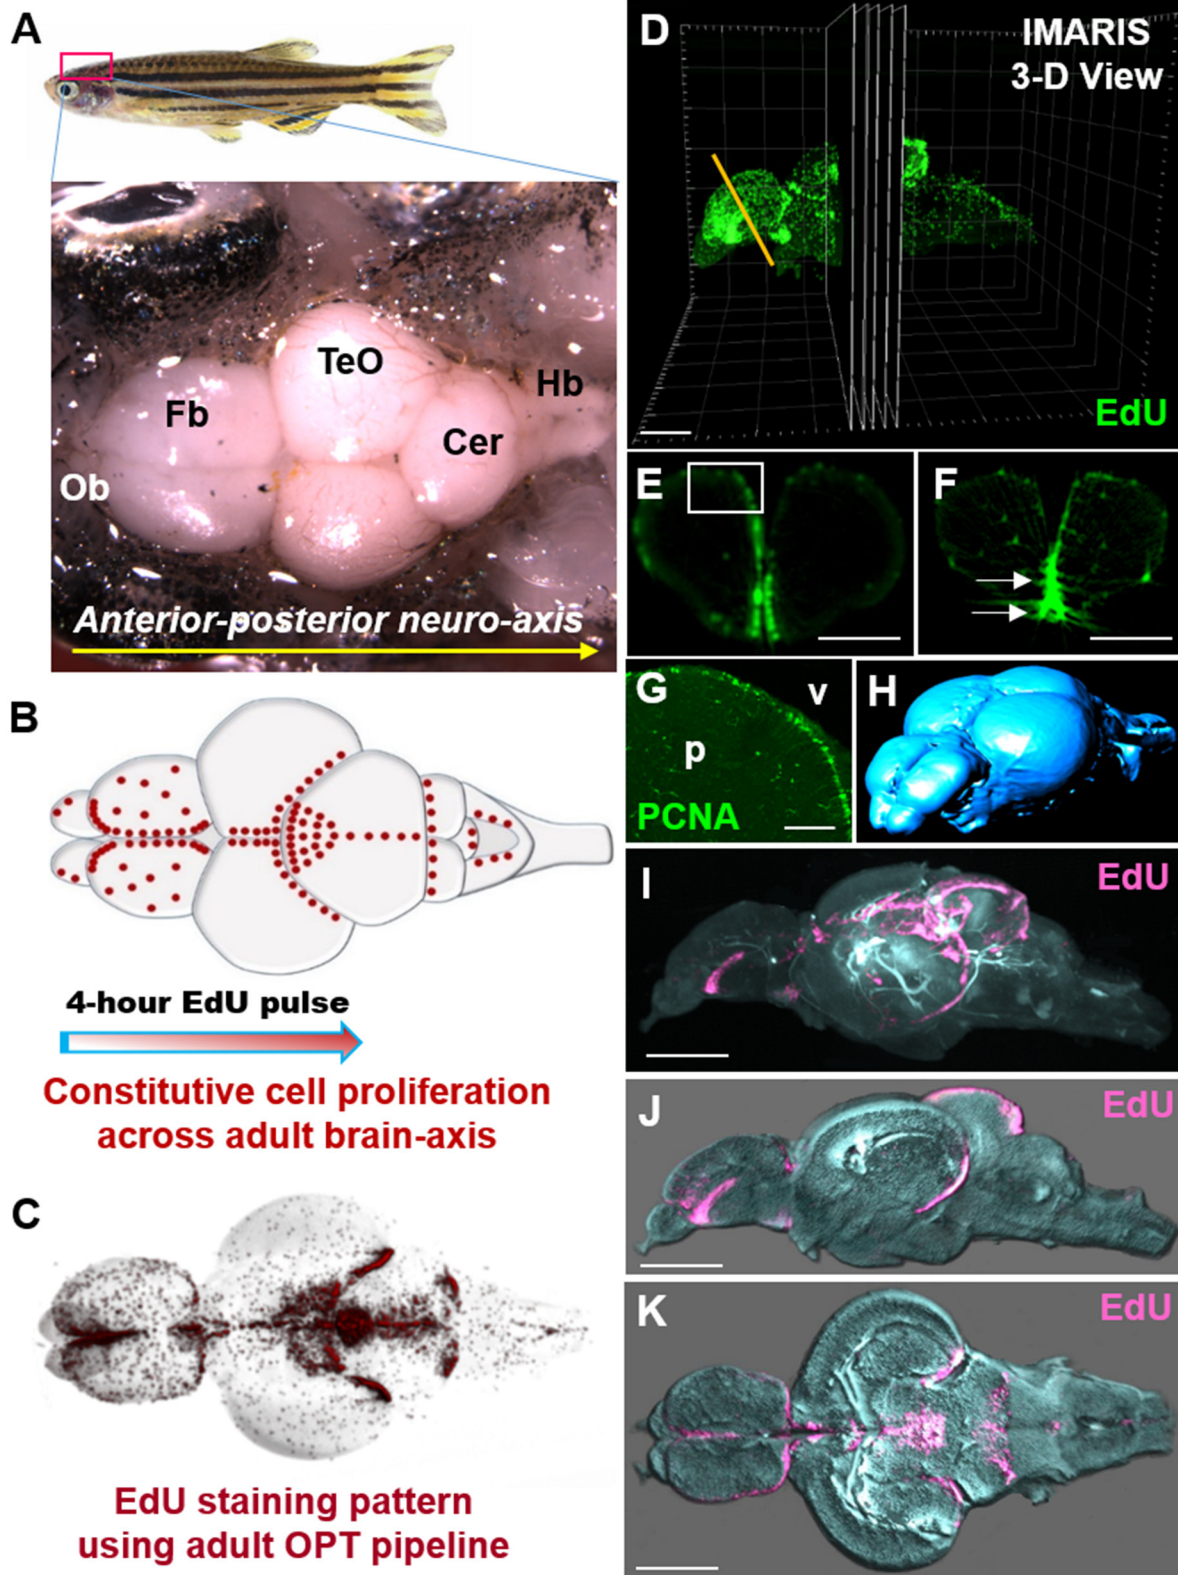 A
TeO
Fb
Hb
Cer
Ob
Anterior-posterior neuro-axis
B
4-hour EdU pulse
Constitutive cell proliferation
across adult brain-axis
C
EdU staining pattern
using adult OPT pipeline
D
IMARIS
3-D View
EdU
E
F
G
v
p
PCNA
H
I
EdU
J
EdU
K
EdU